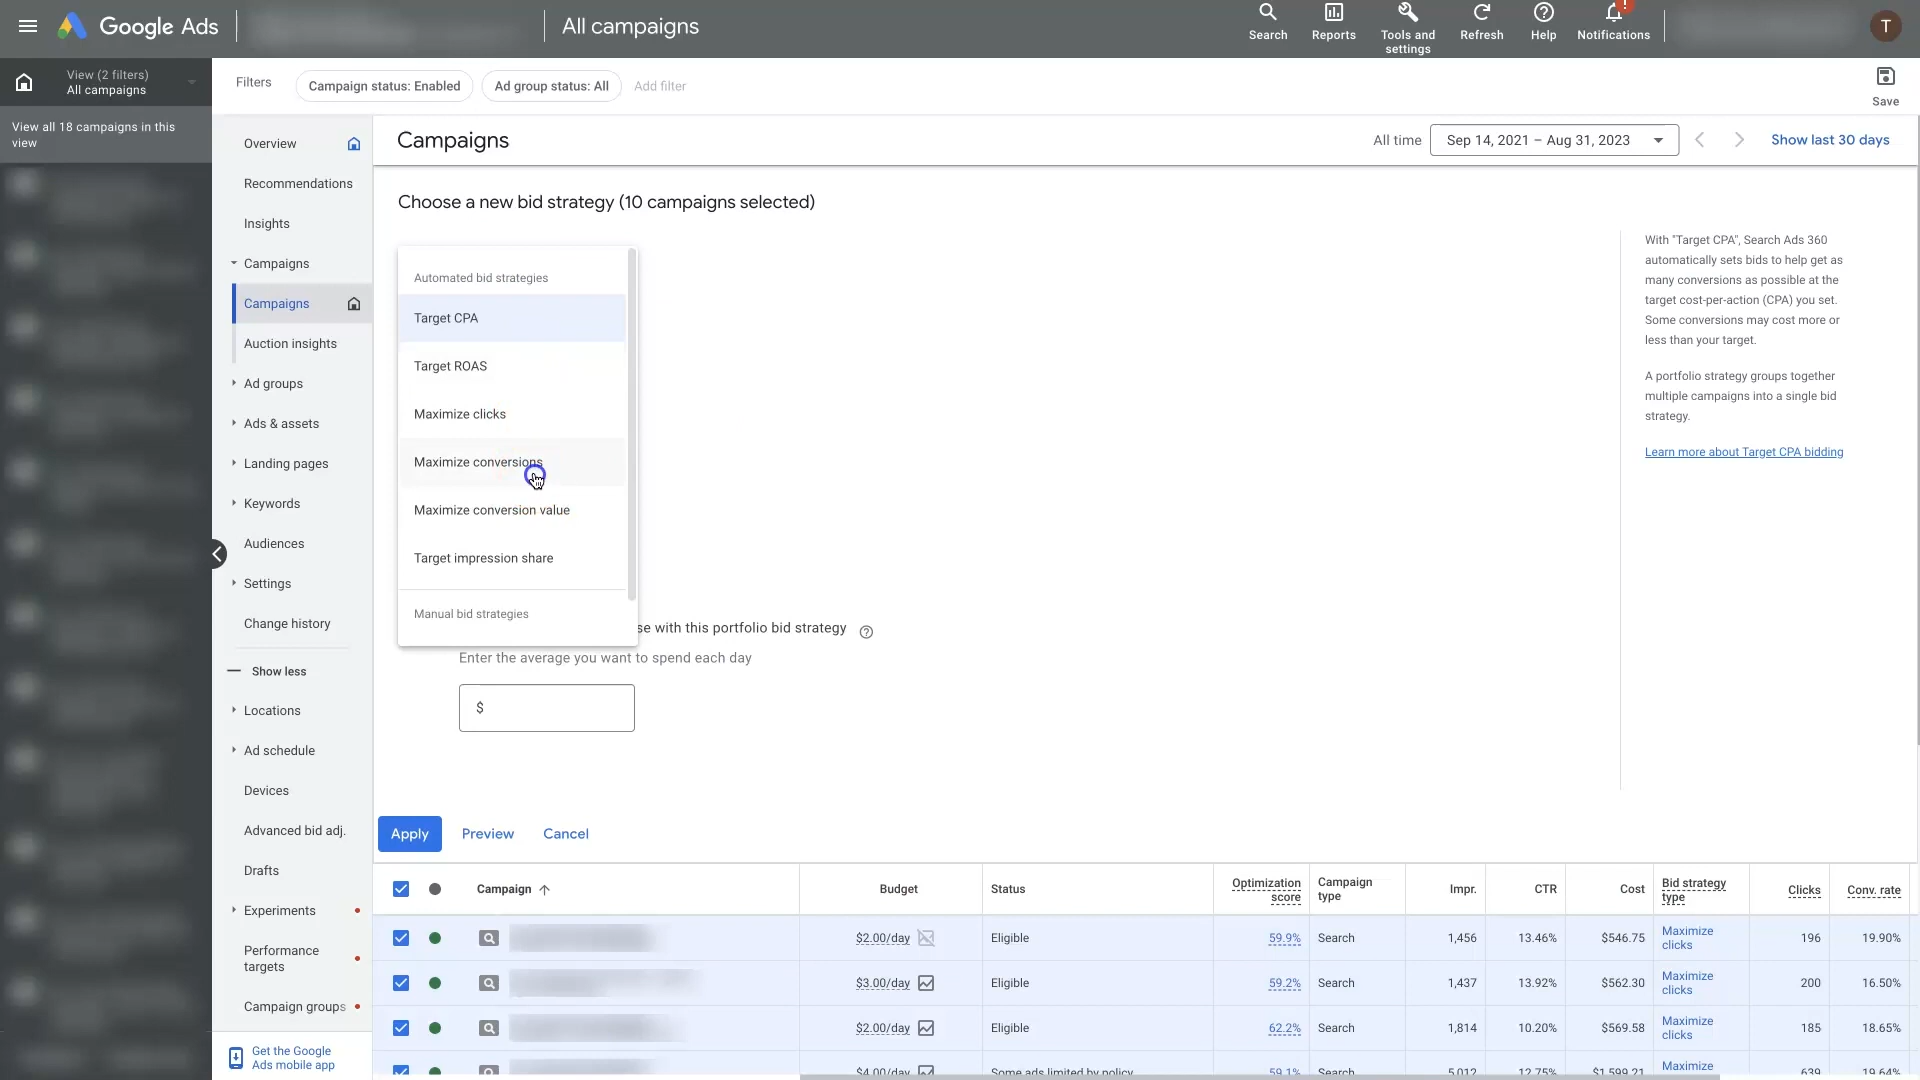 Google Ads
All campaigns
Search
Reports
Tools and
settings
Refresh
Help
Notifications
!
T
View (2 filters)
All campaigns
Filters
Campaign status: Enabled
Ad group status: All
Add filter
Save
View all 18 campaigns in this
view
Overview
Recommendations
Insights
Campaigns
Campaigns
Auction insights
Ad groups
Ads & assets
Landing pages
Keywords
Audiences
Settings
Change history
Show less
Locations
Ad schedule
Devices
Advanced bid adj.
Drafts
Experiments
Performance
targets
Campaign groups
Get the Google
Ads mobile app
Campaigns
All time
Sep 14, 2021 – Aug 31, 2023
Show last 30 days
Choose a new bid strategy (10 campaigns selected)
Automated bid strategies
Target CPA
Target ROAS
Maximize clicks
Maximize conversions
Maximize conversion value
Target impression share
Manual bid strategies
se with this portfolio bid strategy
Enter the average you want to spend each day
$
With "Target CPA", Search Ads 360
automatically sets bids to help get as
many conversions as possible at the
target cost-per-action (CPA) you set.
Some conversions may cost more or
less than your target.
A portfolio strategy groups together
multiple campaigns into a single bid
strategy.
Learn more about Target CPA bidding
Apply
Preview
Cancel
Campaign
Budget
Status
Optimization
score
Campaign
type
Impr.
CTR
Cost
Bid strategy
type
Clicks
Conv. rate
$2.00/day
Eligible
59.9%
Search
1,456
13.46%
$546.75
Maximize
clicks
196
19.90%
$3.00/day
Eligible
59.2%
Search
1,437
13.92%
$562.30
Maximize
clicks
200
16.50%
$2.00/day
Eligible
62.2%
Search
1,814
10.20%
$569.58
Maximize
clicks
185
18.65%
$4.00/day
Some ads limited by policy
59.1%
Search
5,012
12.75%
$1,599.21
Maximize
639
19.64%